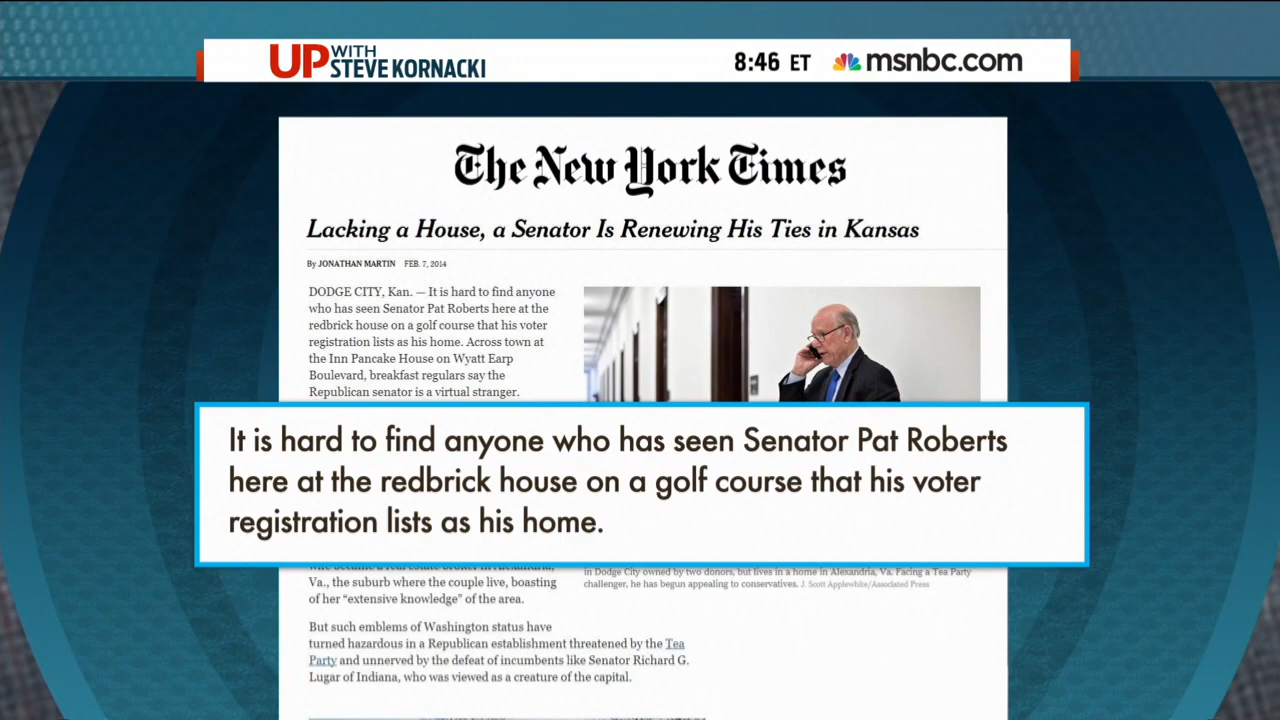 UP WITH STEVE KORNACKI
8:46 ET msnbc.com
The New York Times
Lacking a House, a Senator Is Renewing His Ties in Kansas
By JONATHAN MARTIN FEB. 7, 2014
DODGE CITY, Kan. — It is hard to find anyone
who has seen Senator Pat Roberts here at the
redbrick house on a golf course that his voter
registration lists as his home. Across town at
the Inn Pancake House on Wyatt Earp
Boulevard, breakfast regulars say the
Republican senator is a virtual stranger.
It is hard to find anyone who has seen Senator Pat Roberts
here at the redbrick house on a golf course that his voter
registration lists as his home.
Va., the suburb where the couple live, boasting
of her “extensive knowledge” of the area.
But such emblems of Washington status have
turned hazardous in a Republican establishment threatened by the Tea
Party and unnerved by the defeat of incumbents like Senator Richard G.
Lugar of Indiana, who was viewed as a creature of the capital.
in Dodge City owned by two donors, but lives in a home in Alexandria, Va. Facing a Tea Party
challenger, he has begun appealing to conservatives. J. Scott Applewhite/Associated Press